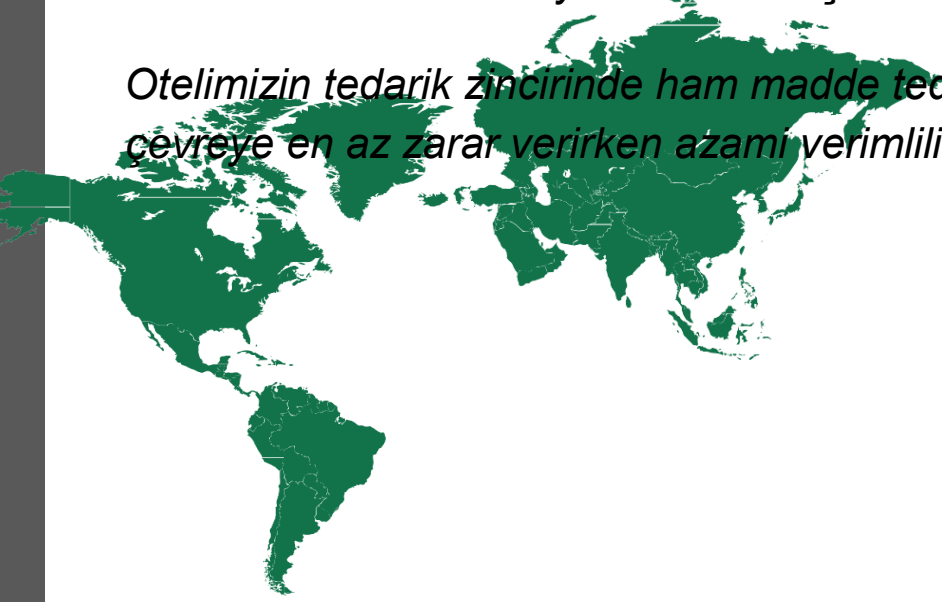 Otelimizin tedarik zincirinde ham madde
çevreye en az zarar verirken azami